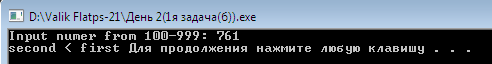 D:\Valik Flatps-21\День 2(1я задача(6)).exe
Input numer from 100-999: 761
second < first Для продолжения нажмите любую клавишу . . .